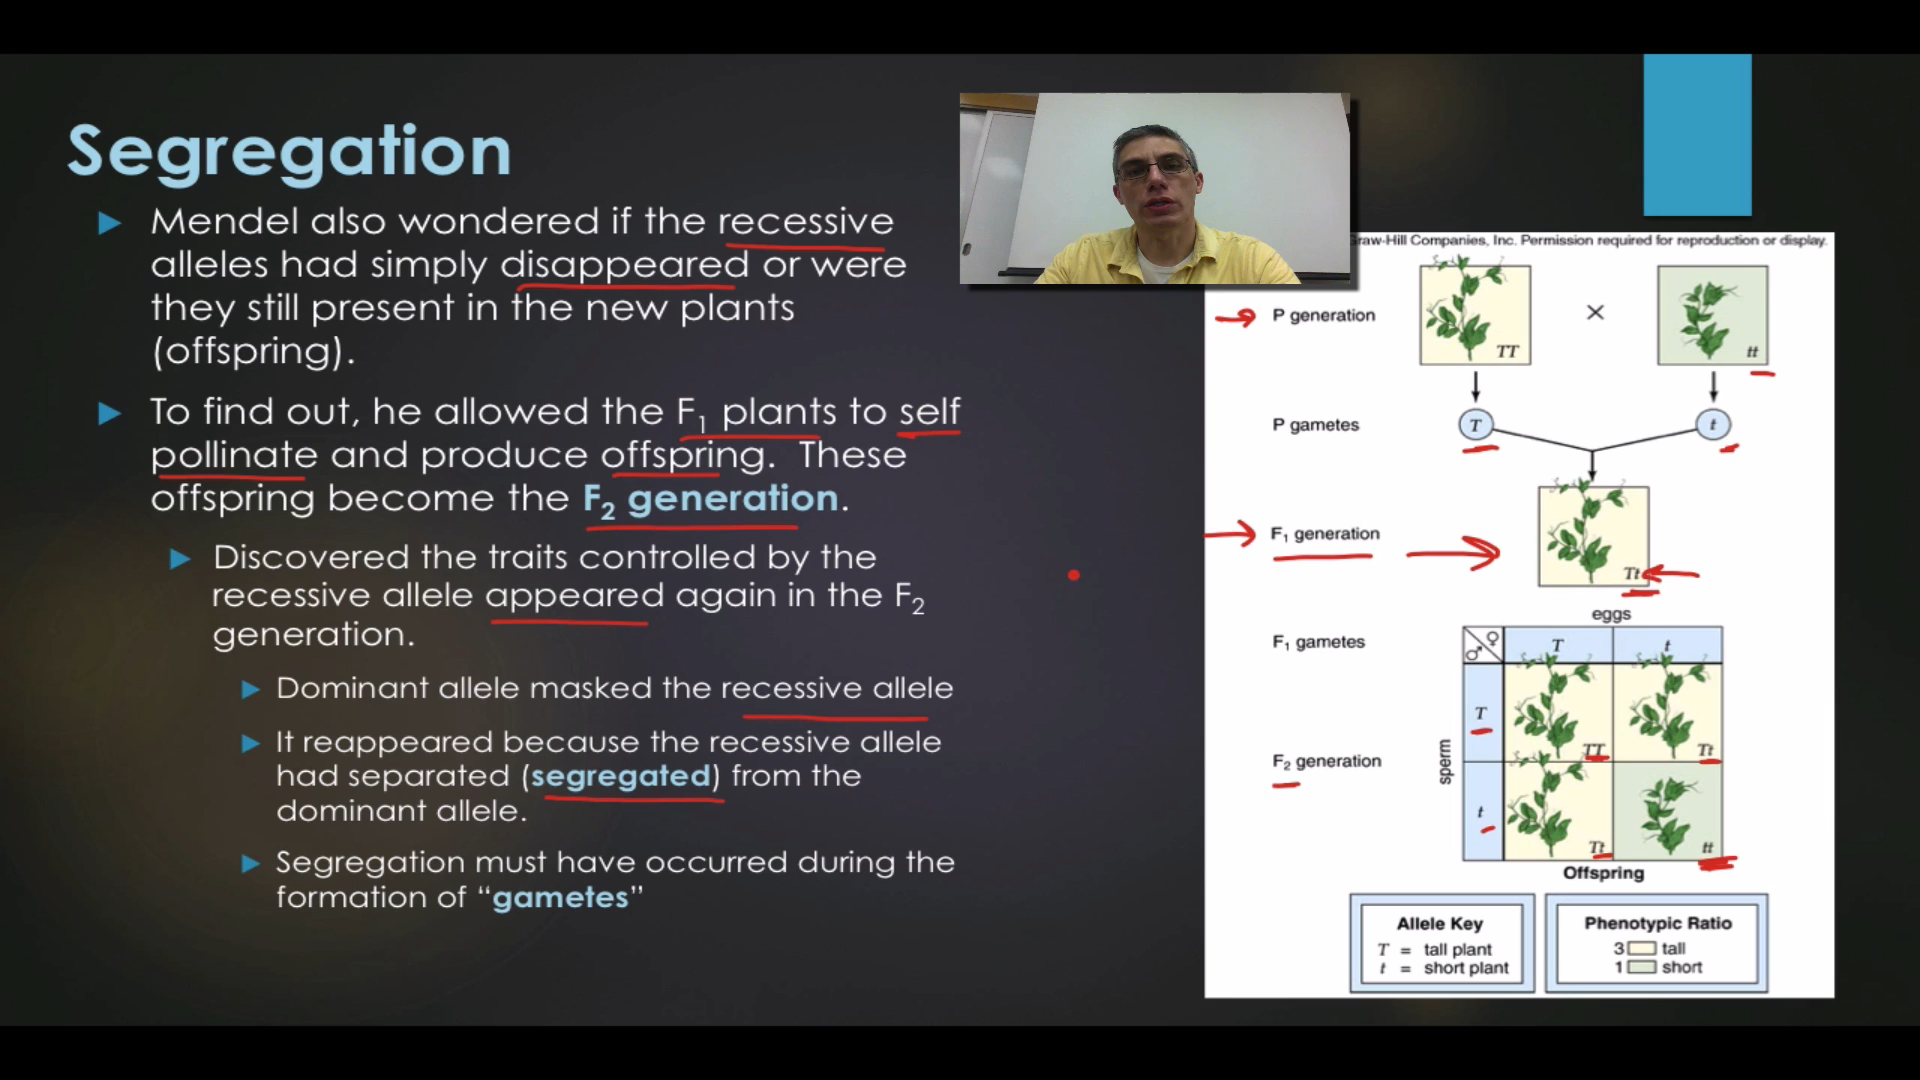 Segregation
Mendel also wondered if the recessive
alleles had simply disappeared or were
they still present in the new plants
(offspring).
To find out, he allowed the F1 plants to self
pollinate and produce offspring.  These
offspring become the F2 generation.
Discovered the traits controlled by the
recessive allele appeared again in the F2
generation.
Dominant allele masked the recessive allele
It reappeared because the recessive allele
had separated (segregated) from the
dominant allele.
Segregation must have occurred during the
formation of “gametes”
raw-Hill Companies, Inc. Permission required for reproduction or display.
P generation
TT
×
tt
P gametes
T
t
F1 generation
Tt
eggs
F1 gametes
♂ ♀
T
t
sperm
T
TT
Tt
F2 generation
t
Tt
tt
Offspring
Allele Key
T = tall plant
t = short plant
Phenotypic Ratio
3 tall
1 short